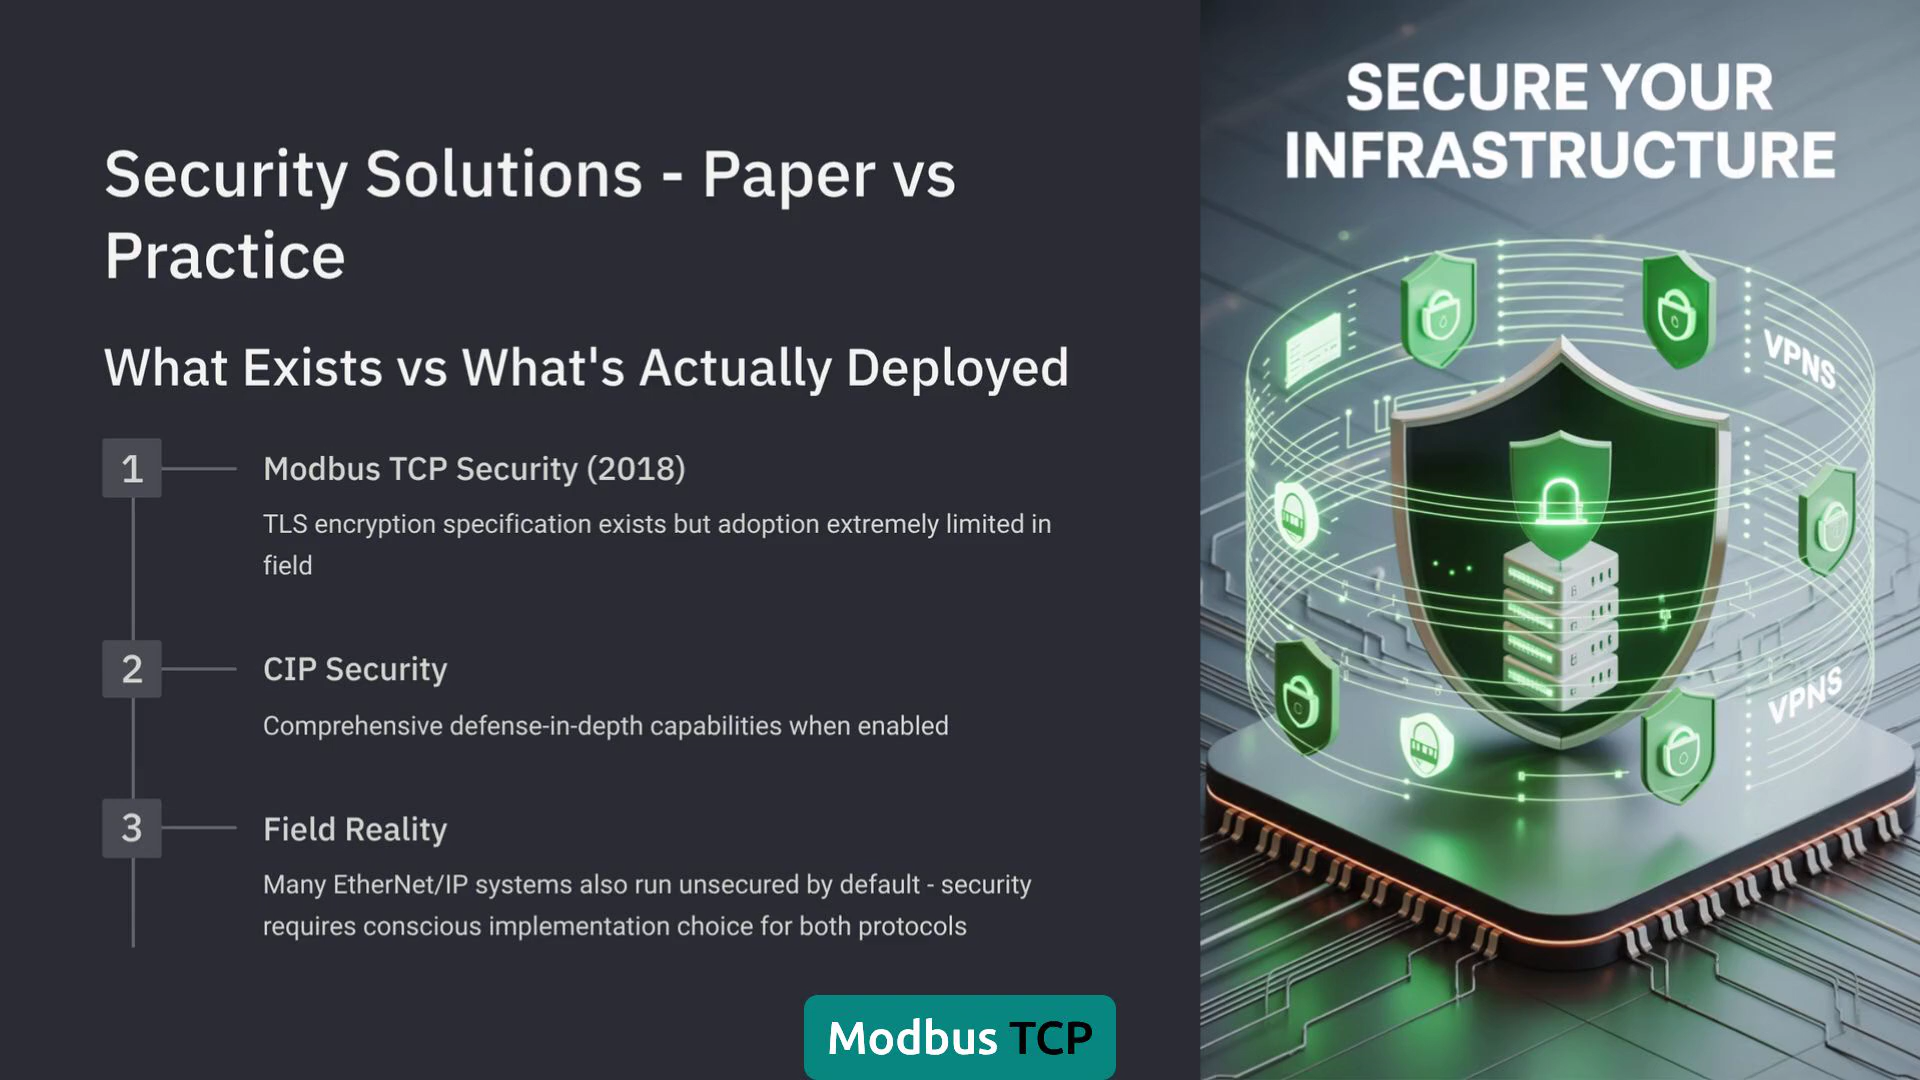 Security Solutions - Paper vs
Practice
What Exists vs What's Actually Deployed
1
Modbus TCP Security (2018)
TLS encryption specification exists but adoption extremely limited in
field
2
CIP Security
Comprehensive defense-in-depth capabilities when enabled
3
Field Reality
Many EtherNet/IP systems also run unsecured by default - security
requires conscious implementation choice for both protocols
Modbus TCP
SECURE YOUR
INFRASTRUCTURE
VPNS
VPNS